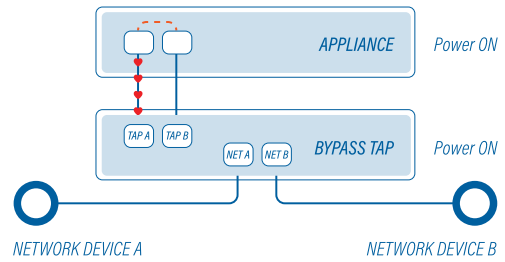 APPLIANCE Power ON
TAP A TAP B
NET A NET B
BYPASS TAP Power ON
NETWORK DEVICE A NETWORK DEVICE B